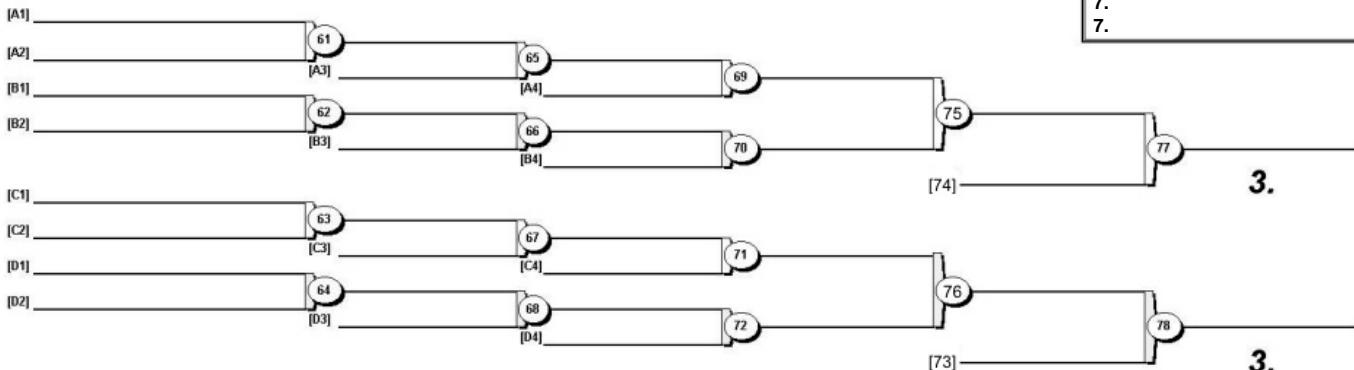 7.
7.
[A1]
61
[A2]
[A3]
65
[A4]
69
[B1]
62
[B2]
[B3]
66
[B4]
70
75
77
[74]
3.
[C1]
63
[C2]
[C3]
67
[C4]
71
[D1]
64
[D2]
[D3]
68
[D4]
72
76
78
[73]
3.